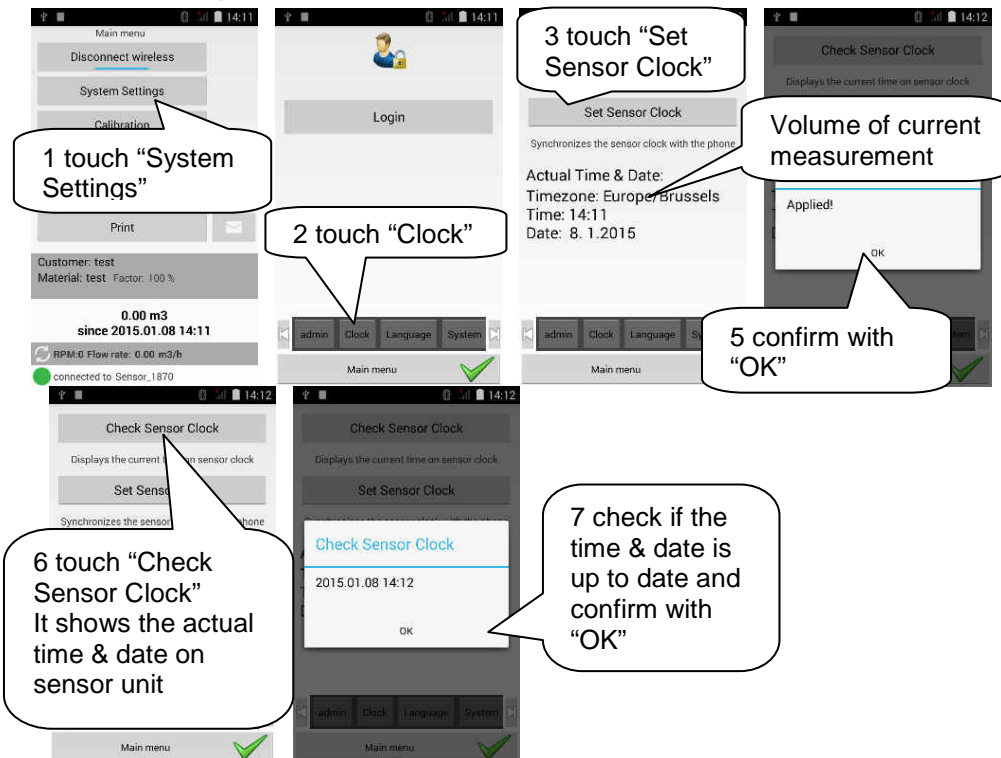 14:11
Main menu
Disconnect wireless
System Settings
Calibration
1 touch “System
Settings”
Print
Customer: test
Material: test Factor: 100 %
0.00 m3
since 2015.01.08 14:11
RPM:0 Flow rate: 0.00 m3/h
connected to Sensor_1870
14:11
Login
2 touch “Clock”
admin Clock Language System
Main menu
3 touch “Set
Sensor Clock”
Set Sensor Clock
Synchronizes the sensor clock with the phone
Actual Time & Date:
Timezone: Europe/Brussels
Time: 14:11
Date: 8. 1.2015
admin Clock Language Sy
Main menu
14:12
Check Sensor Clock
Displays the current time on sensor clock
Volume of current
measurement
Applied!
OK
5 confirm with
“OK”
14:12
Check Sensor Clock
Displays the current on sensor clock
Set Sens
Synchronizes the sensor phone
6 touch “Check
Sensor Clock”
It shows the actual
time & date on
sensor unit
Main menu
14:12
Check Sensor Clock
Displays the current time on sensor clock
Set Sensor Clock
Check Sensor Clock
2015.01.08 14:12
OK
admin Clock Language System
Main menu
7 check if the
time & date is
up to date and
confirm with
“OK”